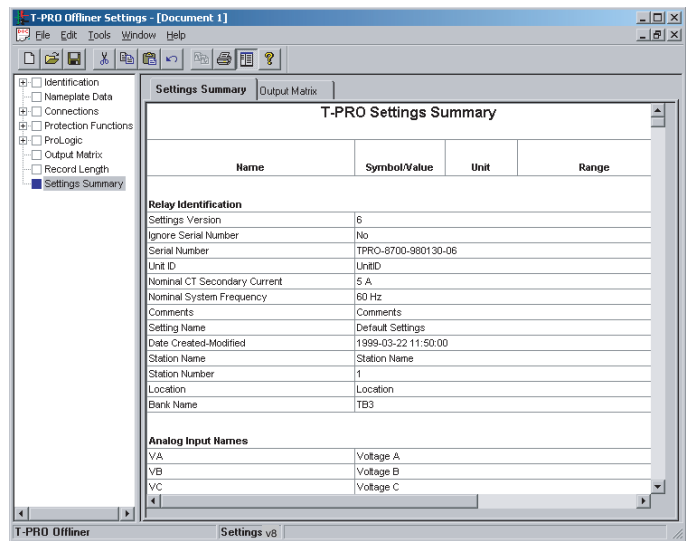 T-PRO Offliner Settings - [Document 1]
File Edit Tools Window Help
Identification
Nameplate Data
Connections
Protection Functions
ProLogic
Output Matrix
Record Length
Settings Summary
Settings Summary Output Matrix
T-PRO Settings Summary
Name Symbol/Value Unit Range
Relay Identification
Settings Version 6
Ignore Serial Number No
Serial Number TPRO-8700-980130-06
Unit ID UnitID
Nominal CT Secondary Current 5 A
Nominal System Frequency 60 Hz
Comments Comments
Setting Name Default Settings
Date Created-Modified 1999-03-22 11:50:00
Station Name Station Name
Station Number 1
Location Location
Bank Name TB3
Analog Input Names
VA Voltage A
VB Voltage B
VC Voltage C
T-PRO Offliner Settings v8